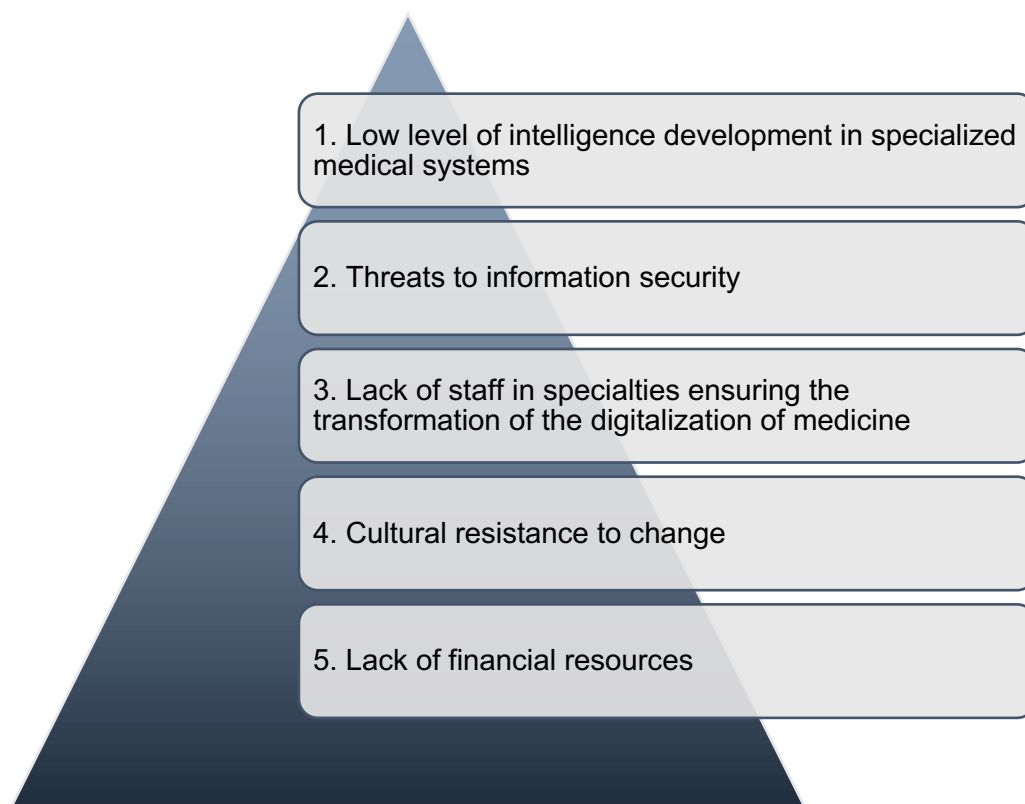 1. Low level of intelligence development in specialized
medical systems
2. Threats to information security
3. Lack of staff in specialties ensuring the
transformation of the digitalization of medicine
4. Cultural resistance to change
5. Lack of financial resources